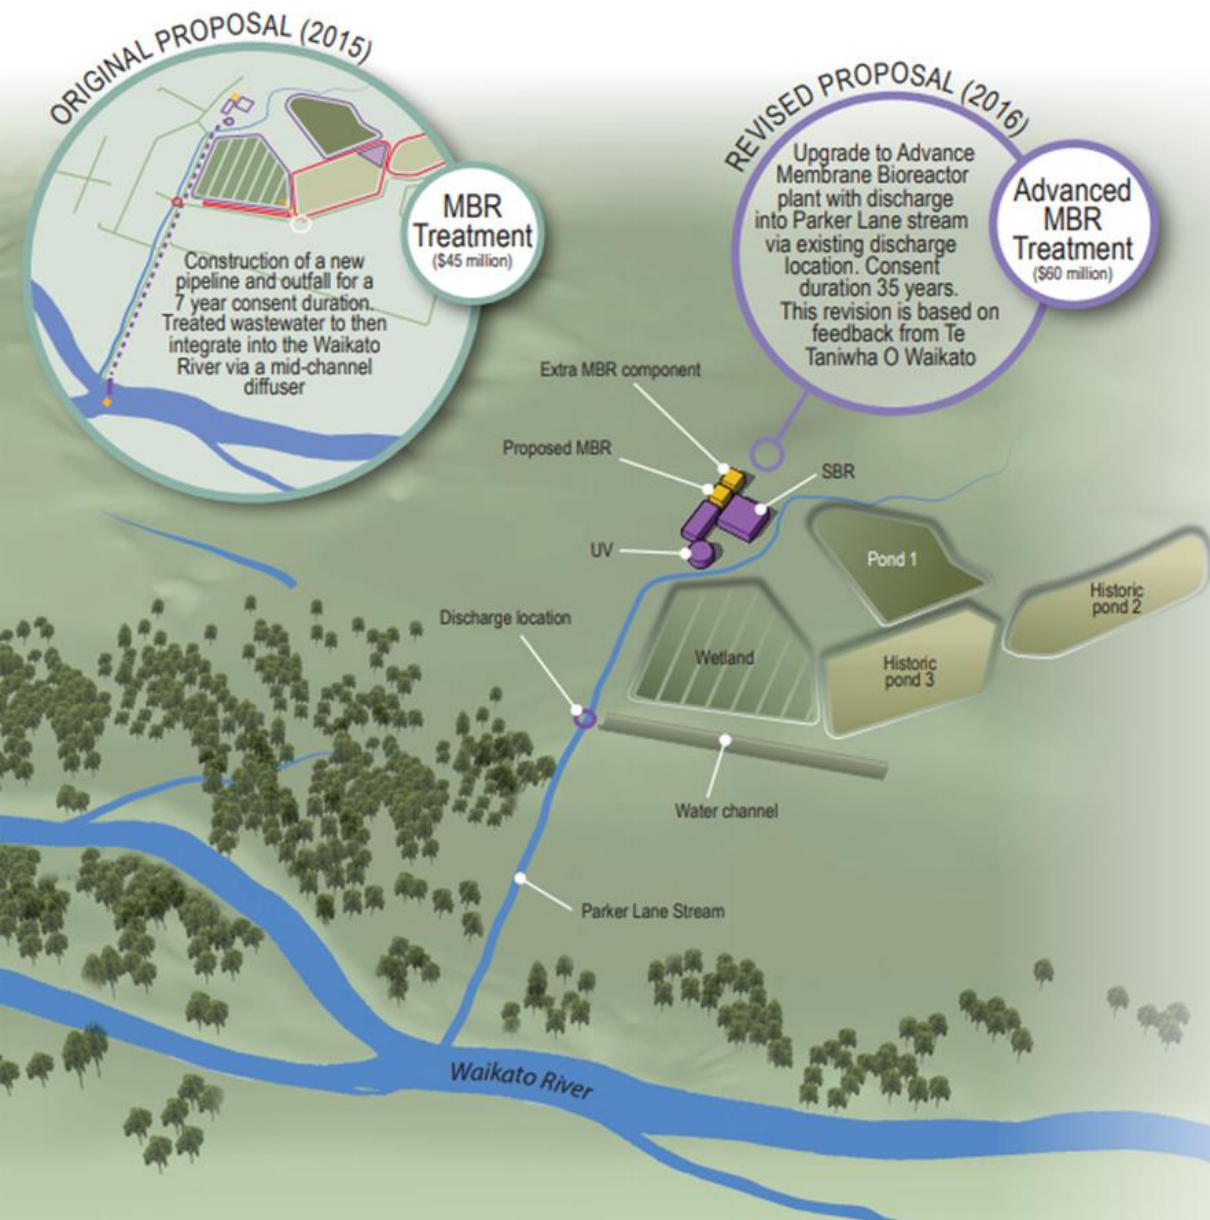 ORIGINAL PROPOSAL (2015)
MBR
Treatment
($45 million)
Construction of a new
pipeline and outfall for a
7 year consent duration.
Treated wastewater to then
integrate into the Waikato
River via a mid-channel
diffuser
REVISED PROPOSAL (2016)
Upgrade to Advance
Membrane Bioreactor
plant with discharge
into Parker Lane stream
via existing discharge
location. Consent
duration 35 years.
This revision is based on
feedback from Te
Taniwha O Waikato
Advanced
MBR
Treatment
($60 million)
Extra MBR component
Proposed MBR
SBR
UV
Pond 1
Historic
pond 2
Discharge location
Wetland
Historic
pond 3
Water channel
Parker Lane Stream
Waikato River